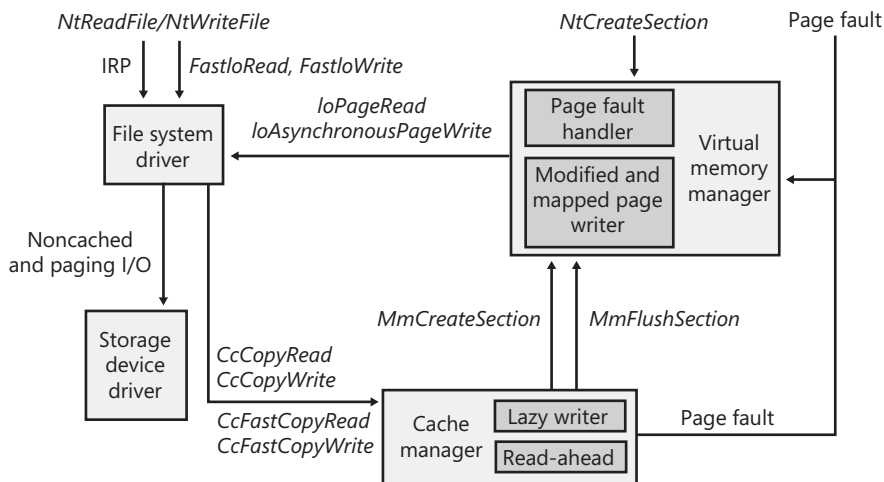 NtReadFile/NtWriteFile
NtCreateSection
Page fault
IRP
FastIoRead, FastIoWrite
IoPageRead
IoAsynchronousPageWrite
File system
driver
Page fault
handler
Modified and
mapped page
writer
Virtual
memory
manager
Noncached
and paging I/O
MmCreateSection
MmFlushSection
Storage
device
driver
CcCopyRead
CcCopyWrite
CcFastCopyRead
CcFastCopyWrite
Cache
manager
Lazy writer
Read-ahead
Page fault